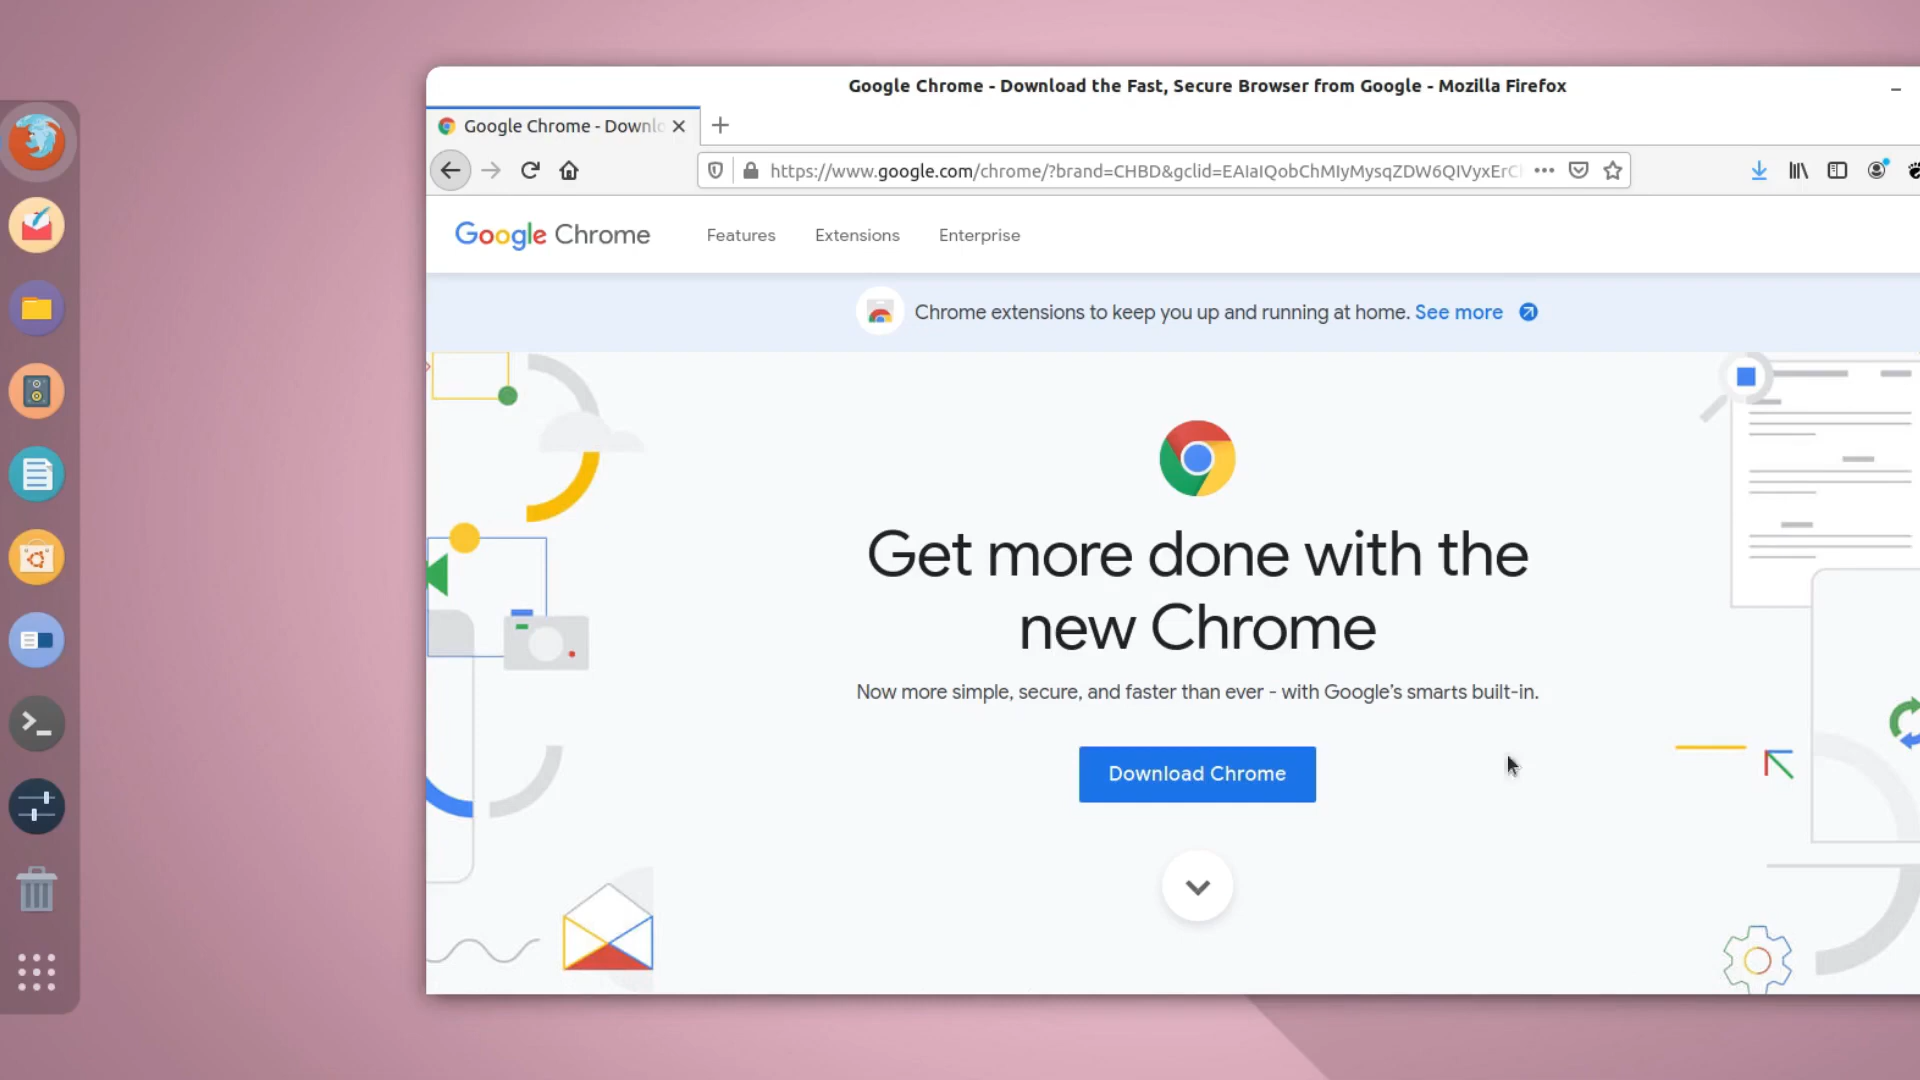 Google Chrome - Download the Fast, Secure Browser from Google - Mozilla Firefox
Google Chrome - Downlo
https://www.google.com/chrome/?brand=CHBD&gclid=EAIaIQobChMIyMysqZDW6QIVyxErC
Google Chrome Features Extensions Enterprise
Chrome extensions to keep you up and running at home. See more
Get more done with the
new Chrome
Now more simple, secure, and faster than ever - with Google's smarts built-in.
Download Chrome